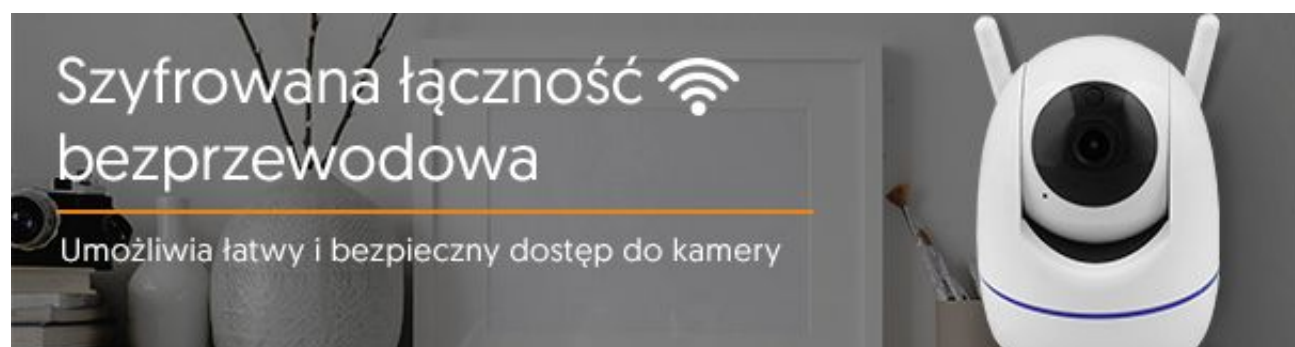 Szyfrowana łączność
bezprzewodowa
Umożliwia łatwy i bezpieczny dostęp do kamery